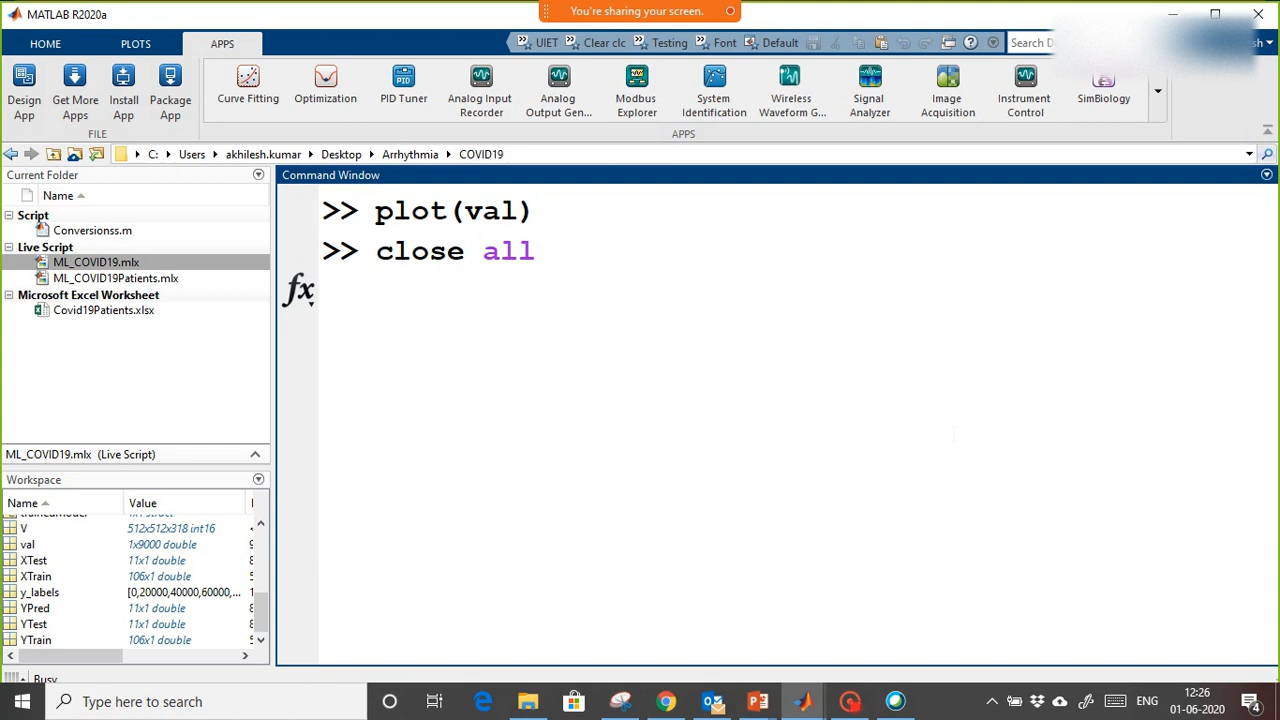 MATLAB R2020a
You're sharing your screen.
HOME PLOTS APPS
UIET Clear clc Testing Font Default Search D
Design App
Get More Apps
Install App
Package App
Curve Fitting
Optimization
PID Tuner
Analog Input Recorder
Analog Output Gen...
Modbus Explorer
System Identification
Wireless Waveform G...
Signal Analyzer
Image Acquisition
Instrument Control
SimBiology
FILE APPS
C: Users akhilesh.kumar Desktop Arrhythmia COVID19
Current Folder
Name
Script
Conversionss.m
Live Script
ML_COVID19.mlx
ML_COVID19Patients.mlx
Microsoft Excel Worksheet
Covid19Patients.xlsx
ML_COVID19.mlx (Live Script)
Workspace
Name Value
V 512x512x318 int16
val 1x9000 double
XTest 11x1 double
XTrain 106x1 double
y_labels [0,20000,40000,60000,...
YPred 11x1 double
YTest 11x1 double
YTrain 106x1 double
Busy
Command Window
>> plot(val)
>> close all
fx
Type here to search
ENG
12:26
01-06-2020
4